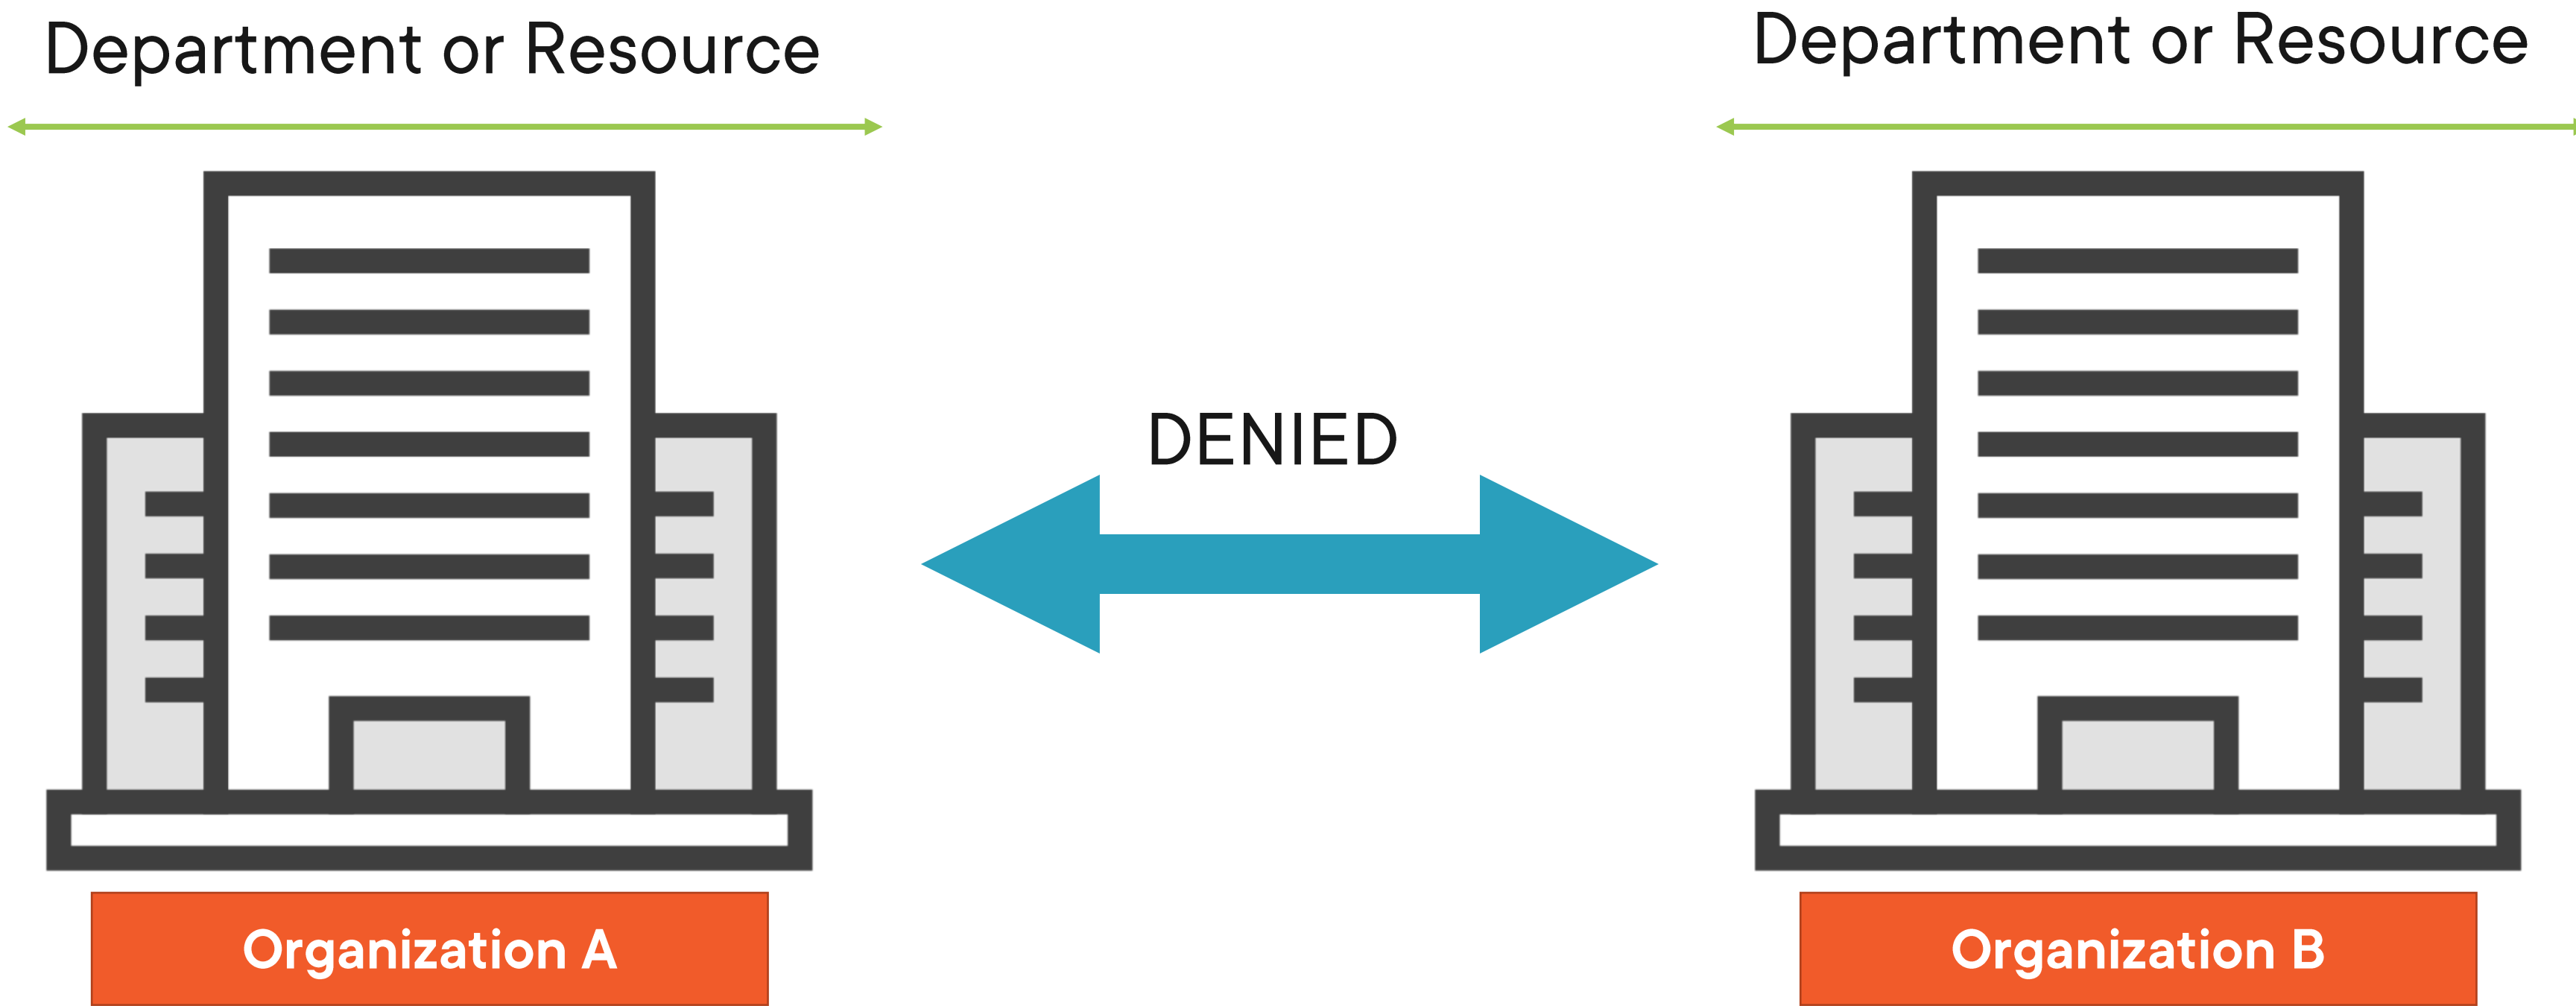 Department or Resource
Department or Resource
DENIED
Organization A
Organization B